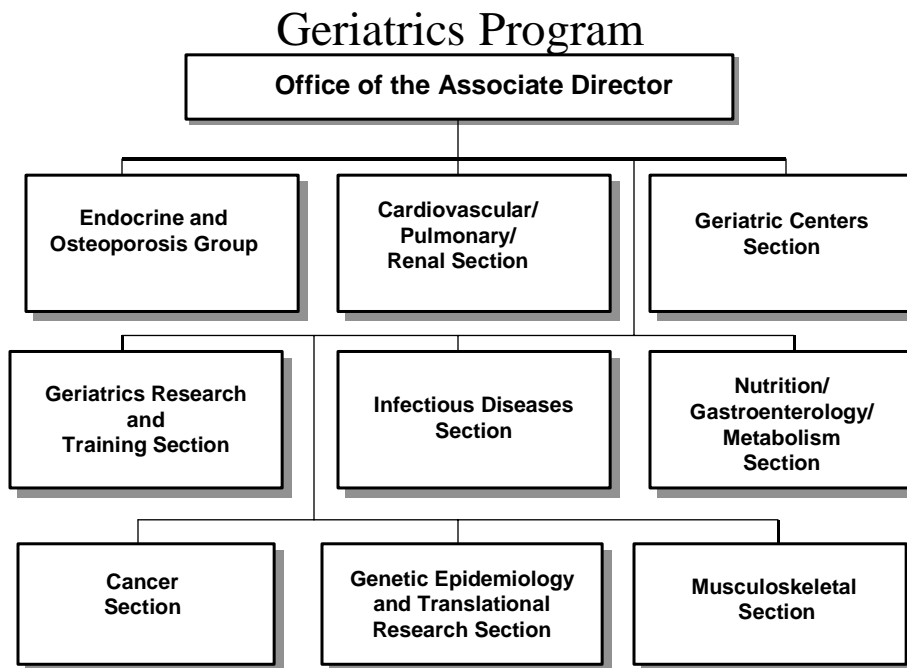 Geriatrics Program
Office of the Associate Director
Endocrine and
Osteoporosis Group
Cardiovascular/
Pulmonary/
Renal Section
Geriatric Centers
Section
Geriatrics Research
and
Training Section
Infectious Diseases
Section
Nutrition/
Gastroenterology/
Metabolism
Section
Cancer
Section
Genetic Epidemiology
and Translational
Research Section
Musculoskeletal
Section